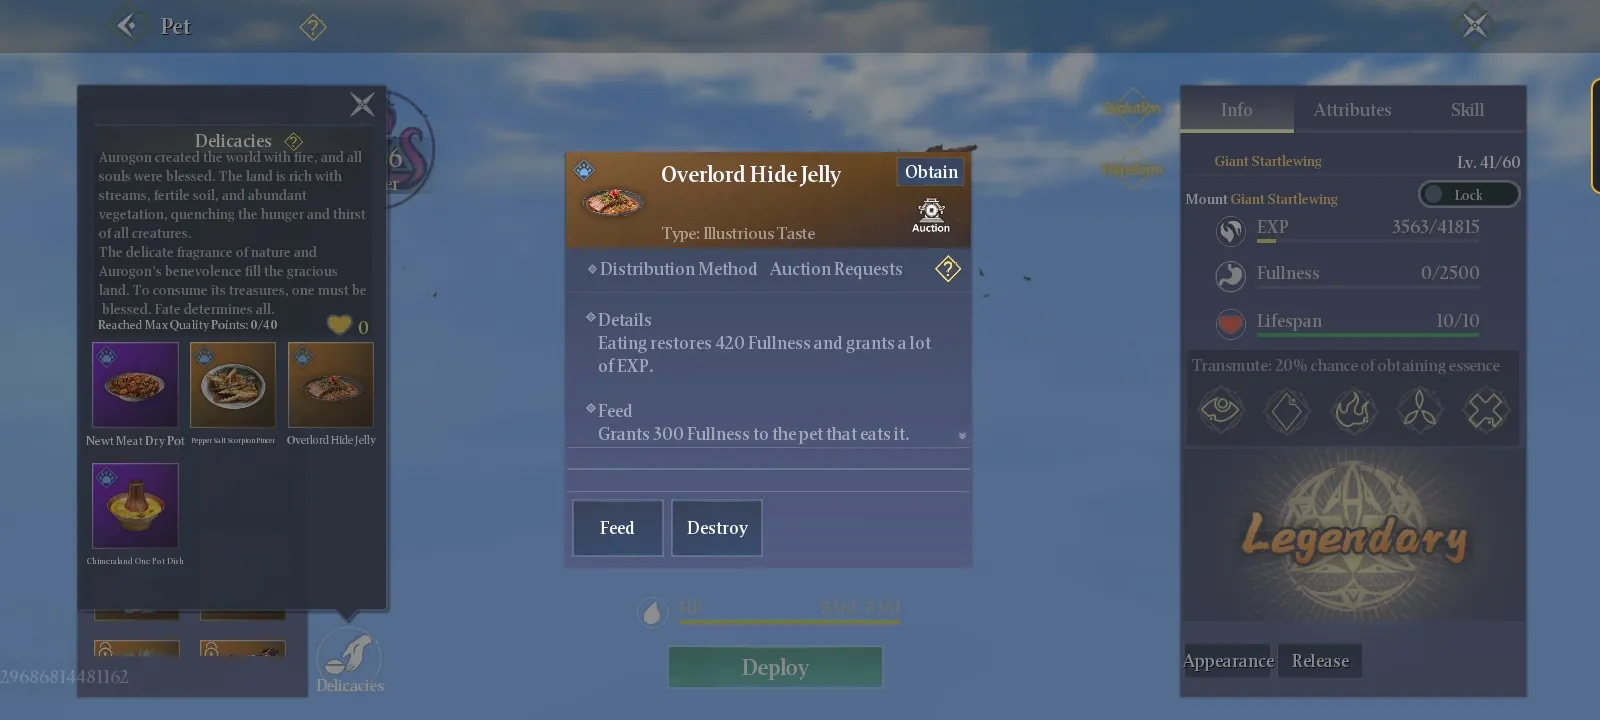 Pet
Delicacies
Aurogon created the world with fire, and all
souls were blessed. The land is rich with
streams, fertile soil, and abundant
vegetation, quenching the hunger and thirst
of all creatures.
The delicate fragrance of nature and
Aurogon's benevolence fill the gracious
land. To consume its treasures, one must be
blessed. Fate determines all.
Reached Max Quality Points: 0/40
0
Newt Meat Dry Pot
Pepper Salt Scorpion Pincer
Overlord Hide Jelly
Chimeraland One Pot Dish
Delicacies
29686814481162
Overlord Hide Jelly
Obtain
Auction
Type: Illustrious Taste
Distribution Method Auction Requests
Details
Eating restores 420 Fullness and grants a lot
of EXP.
Feed
Grants 300 Fullness to the pet that eats it.
Feed
Destroy
HP
Deploy
Evolution
Info
Attributes
Skill
Giant Startlewing
Lv. 41/60
Mount Giant Startlewing
Lock
EXP
3563/41815
Fullness
0/2500
Lifespan
10/10
Transmute: 20% chance of obtaining essence
Legendary
Appearance
Release